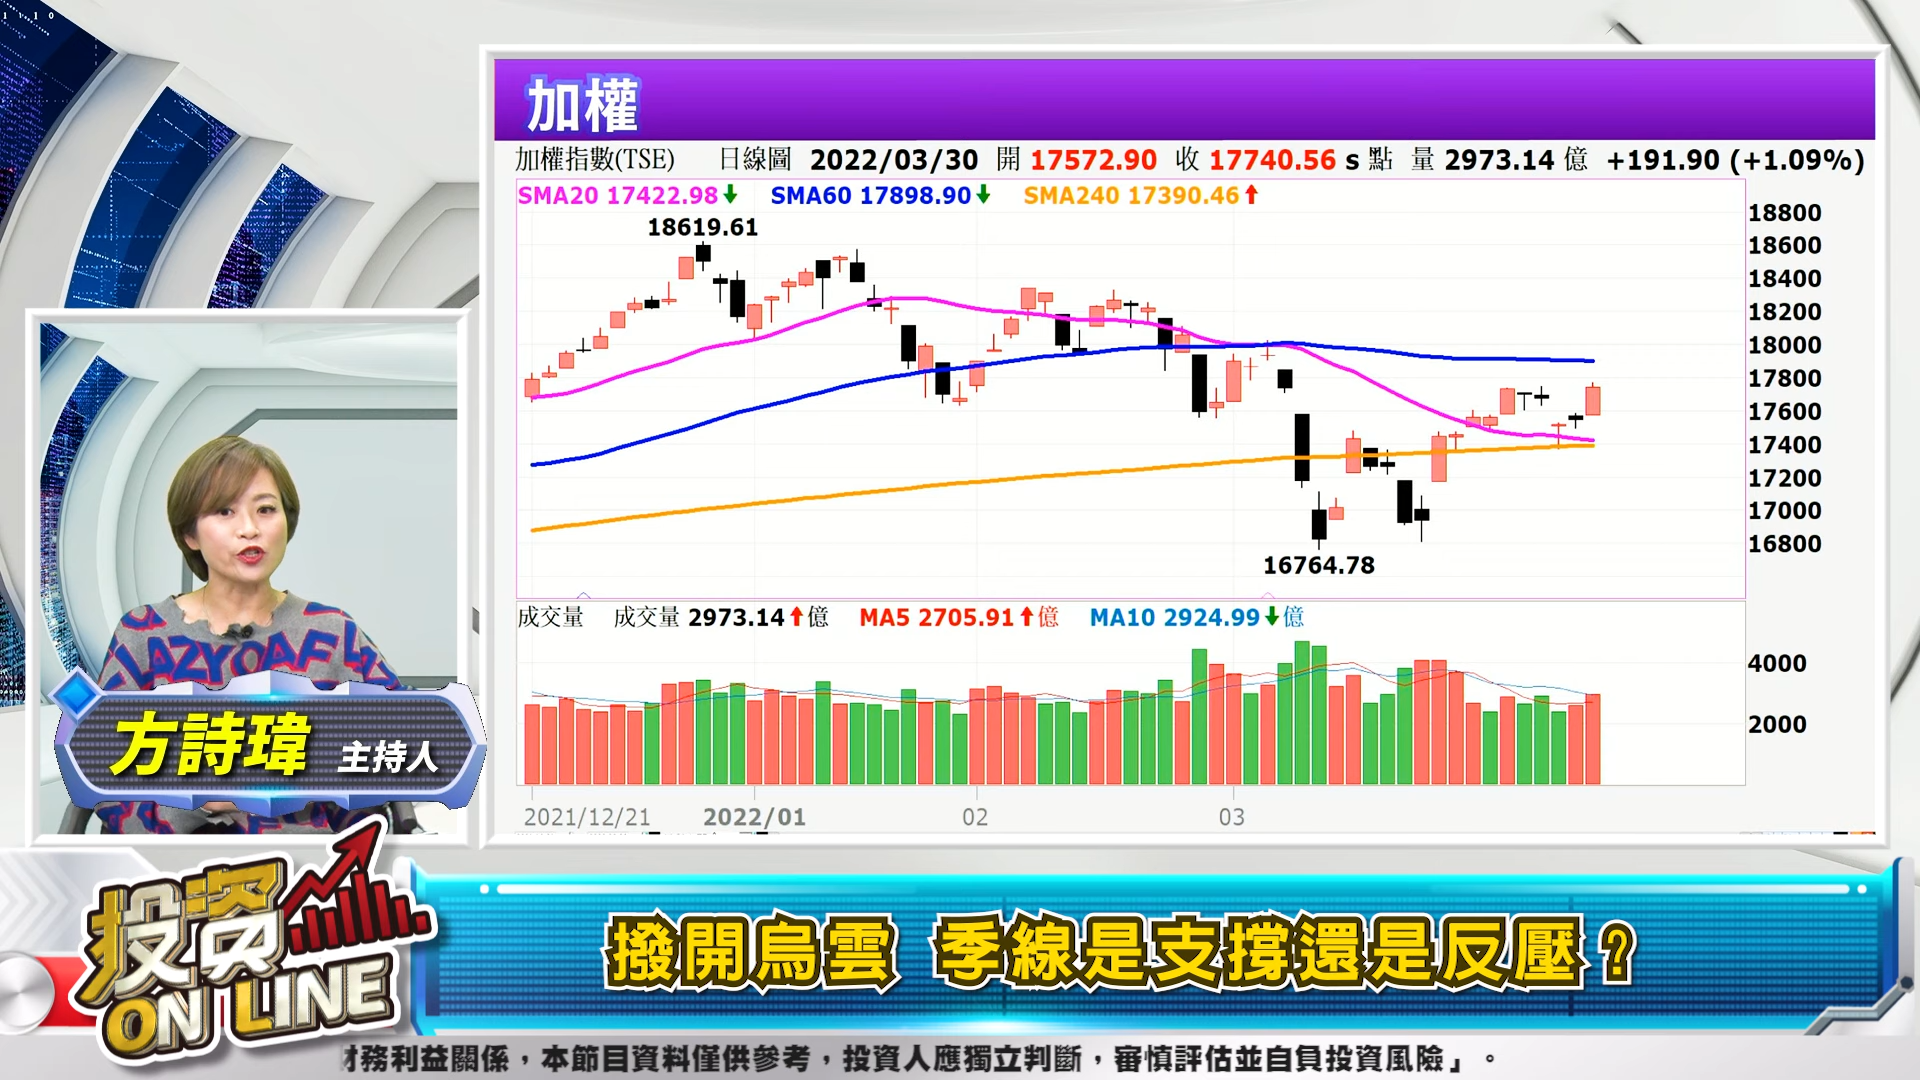 加權
加權指數(TSE) 日線圖 2022/03/30 開 17572.90 收 17740.56 s 點 量 2973.14 億 +191.90 (+1.09%)
SMA20 17422.98↓ SMA60 17898.90↓ SMA240 17390.46↑
18619.61
18800
18600
18400
18200
18000
17800
17600
17400
17200
17000
16800
16764.78
成交量 成交量 2973.14↑億 MA5 2705.91↑億 MA10 2924.99↓億
4000
2000
2021/12/21 2022/01 02 03
LAZYOAF
方詩瑋 主持人
投資
ON LINE
撥開烏雲 季線是支撐還是反壓？
財務利益關係，本節目資料僅供參考，投資人應獨立判斷，審慎評估並自負投資風險」。